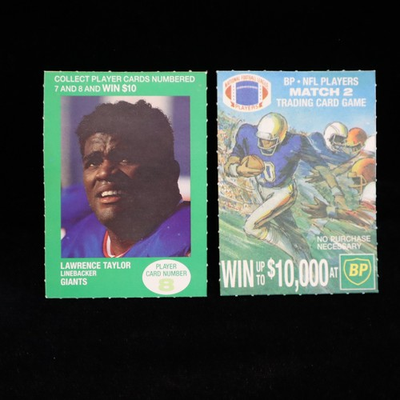 COLLECT PLAYER CARDS NUMBERED
7 AND 8 AND WIN $10
LAWRENCE TAYLOR
LINEBACKER
GIANTS
PLAYER
CARD NUMBER
8
PLAYERS
BP • NFL PLAYERS
MATCH 2
TRADING CARD GAME
NO PURCHASE
NECESSARY
WIN UP TO $10,000 AT BP